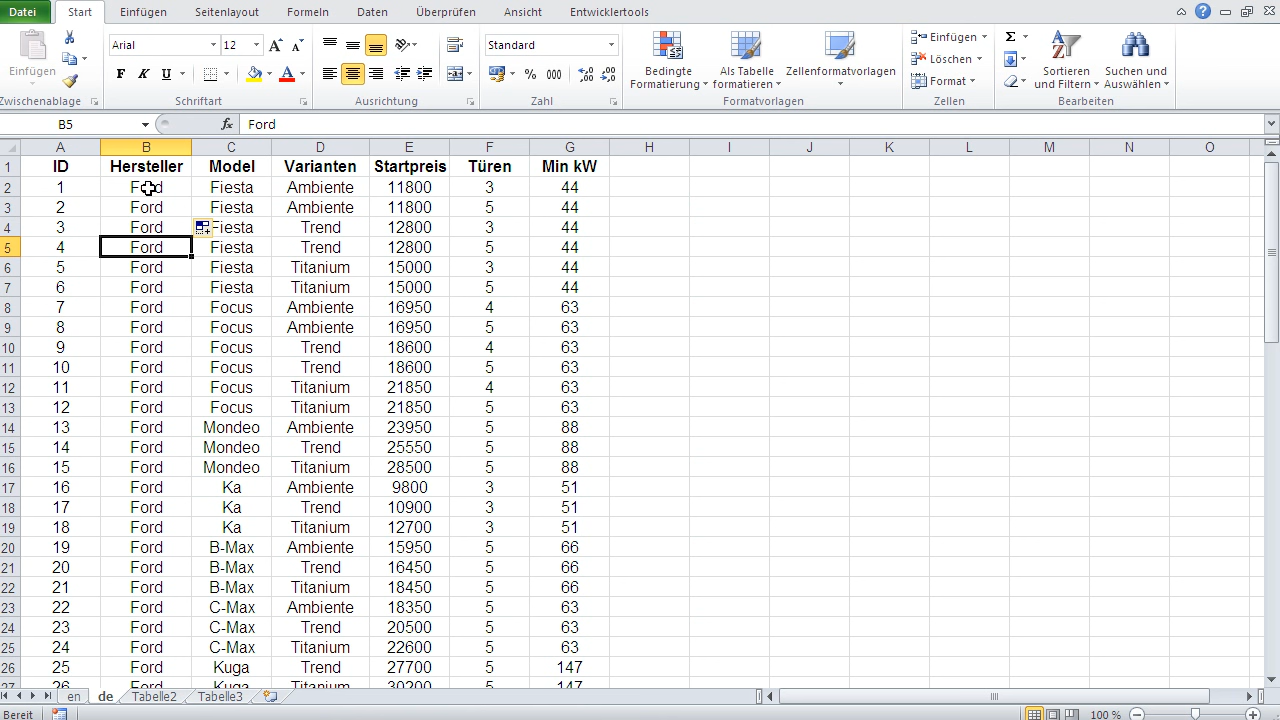 Datei Start Einfügen Seitenlayout Formeln Daten Überprüfen Ansicht Entwicklertools
Arial 12 Standard Einfügen Σ
Einfügen F K U % 000 Bedingte Formatierung Als Tabelle formatieren Zellenformatvorlagen Löschen Format Sortieren und Filtern Suchen und Auswählen
Zwischenablage Schriftart Ausrichtung Zahl Formatvorlagen Zellen Bearbeiten
B5 fx Ford
A B C D E F G H I J K L M N O
1 ID Hersteller Model Varianten Startpreis Türen Min kW
2 1 Ford Fiesta Ambiente 11800 3 44
3 2 Ford Fiesta Ambiente 11800 5 44
4 3 Ford Fiesta Trend 12800 3 44
5 4 Ford Fiesta Trend 12800 5 44
6 5 Ford Fiesta Titanium 15000 3 44
7 6 Ford Fiesta Titanium 15000 5 44
8 7 Ford Focus Ambiente 16950 4 63
9 8 Ford Focus Ambiente 16950 5 63
10 9 Ford Focus Trend 18600 4 63
11 10 Ford Focus Trend 18600 5 63
12 11 Ford Focus Titanium 21850 4 63
13 12 Ford Focus Titanium 21850 5 63
14 13 Ford Mondeo Ambiente 23950 5 88
15 14 Ford Mondeo Trend 25550 5 88
16 15 Ford Mondeo Titanium 28500 5 88
17 16 Ford Ka Ambiente 9800 3 51
18 17 Ford Ka Trend 10900 3 51
19 18 Ford Ka Titanium 12700 3 51
20 19 Ford B-Max Ambiente 15950 5 66
21 20 Ford B-Max Trend 16450 5 66
22 21 Ford B-Max Titanium 18450 5 66
23 22 Ford C-Max Ambiente 18350 5 63
24 23 Ford C-Max Trend 20500 5 63
25 24 Ford C-Max Titanium 22600 5 63
26 25 Ford Kuga Trend 27700 5 147
27 26 Ford Kuga Titanium 30200 5 147
en de Tabelle2 Tabelle3
Bereit 100 %